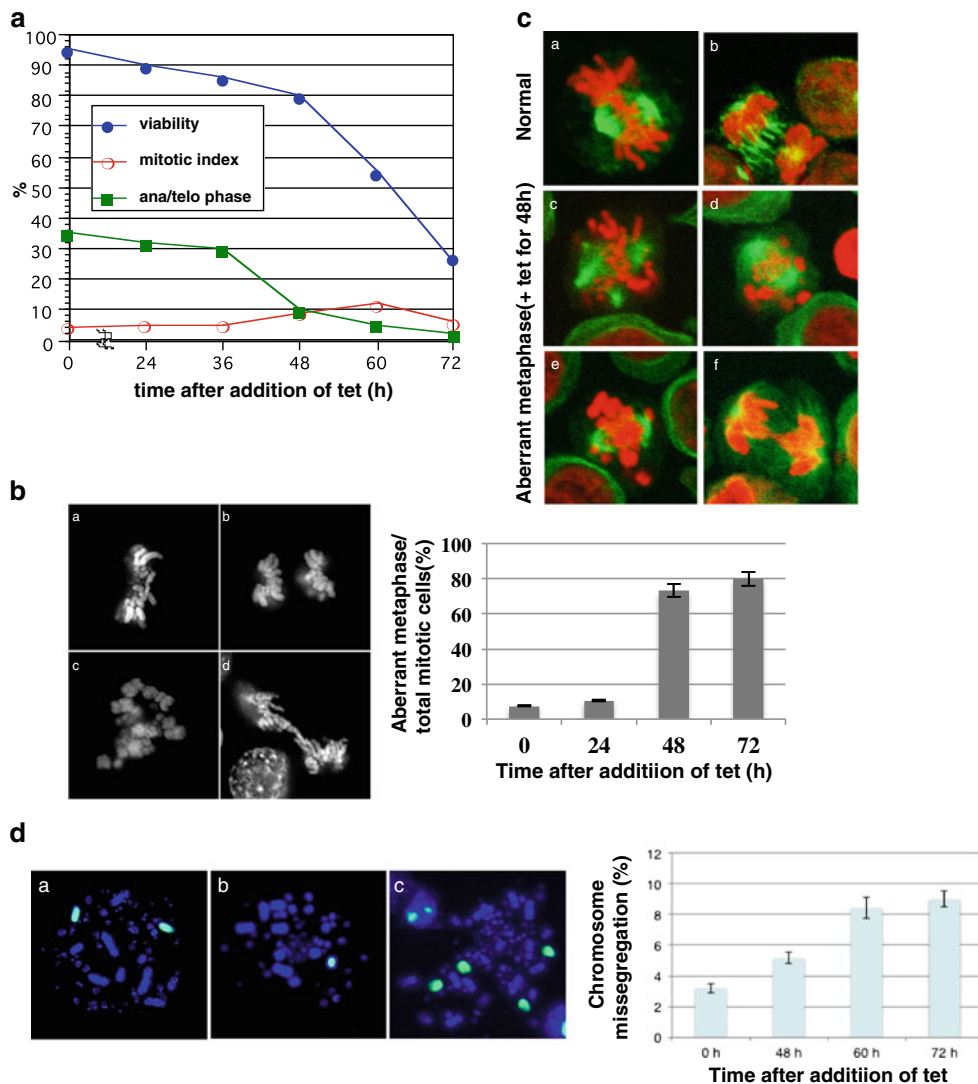 a
100
90
80
70
60
50
40
30
20
10
0
%
viability
mitotic index
ana/telo phase
0 24 36 48 60 72
time after addition of tet (h)
c
Normal
Aberrant metaphase(+ tet for 48h)
a
b
c
d
e
f
b
a
b
c
d
Aberrant metaphase/
total mitotic cells(%)
100
80
60
40
20
0
0 24 48 72
Time after additiion of tet (h)
d
a
b
c
Chromosome
missegregation (%)
12
10
8
6
4
2
0
0 h 48 h 60 h 72 h
Time after additiion of tet